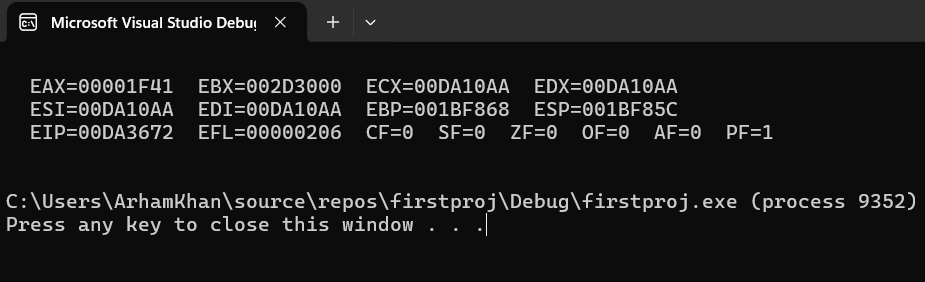 Microsoft Visual Studio Debu
EAX=00001F41  EBX=002D3000  ECX=00DA10AA  EDX=00DA10AA
ESI=00DA10AA  EDI=00DA10AA  EBP=001BF868  ESP=001BF85C
EIP=00DA3672  EFL=00000206  CF=0  SF=0  ZF=0  OF=0  AF=0  PF=1
C:\Users\ArhamKhan\source\repos\firstproj\Debug\firstproj.exe (process 9352)
Press any key to close this window . . .